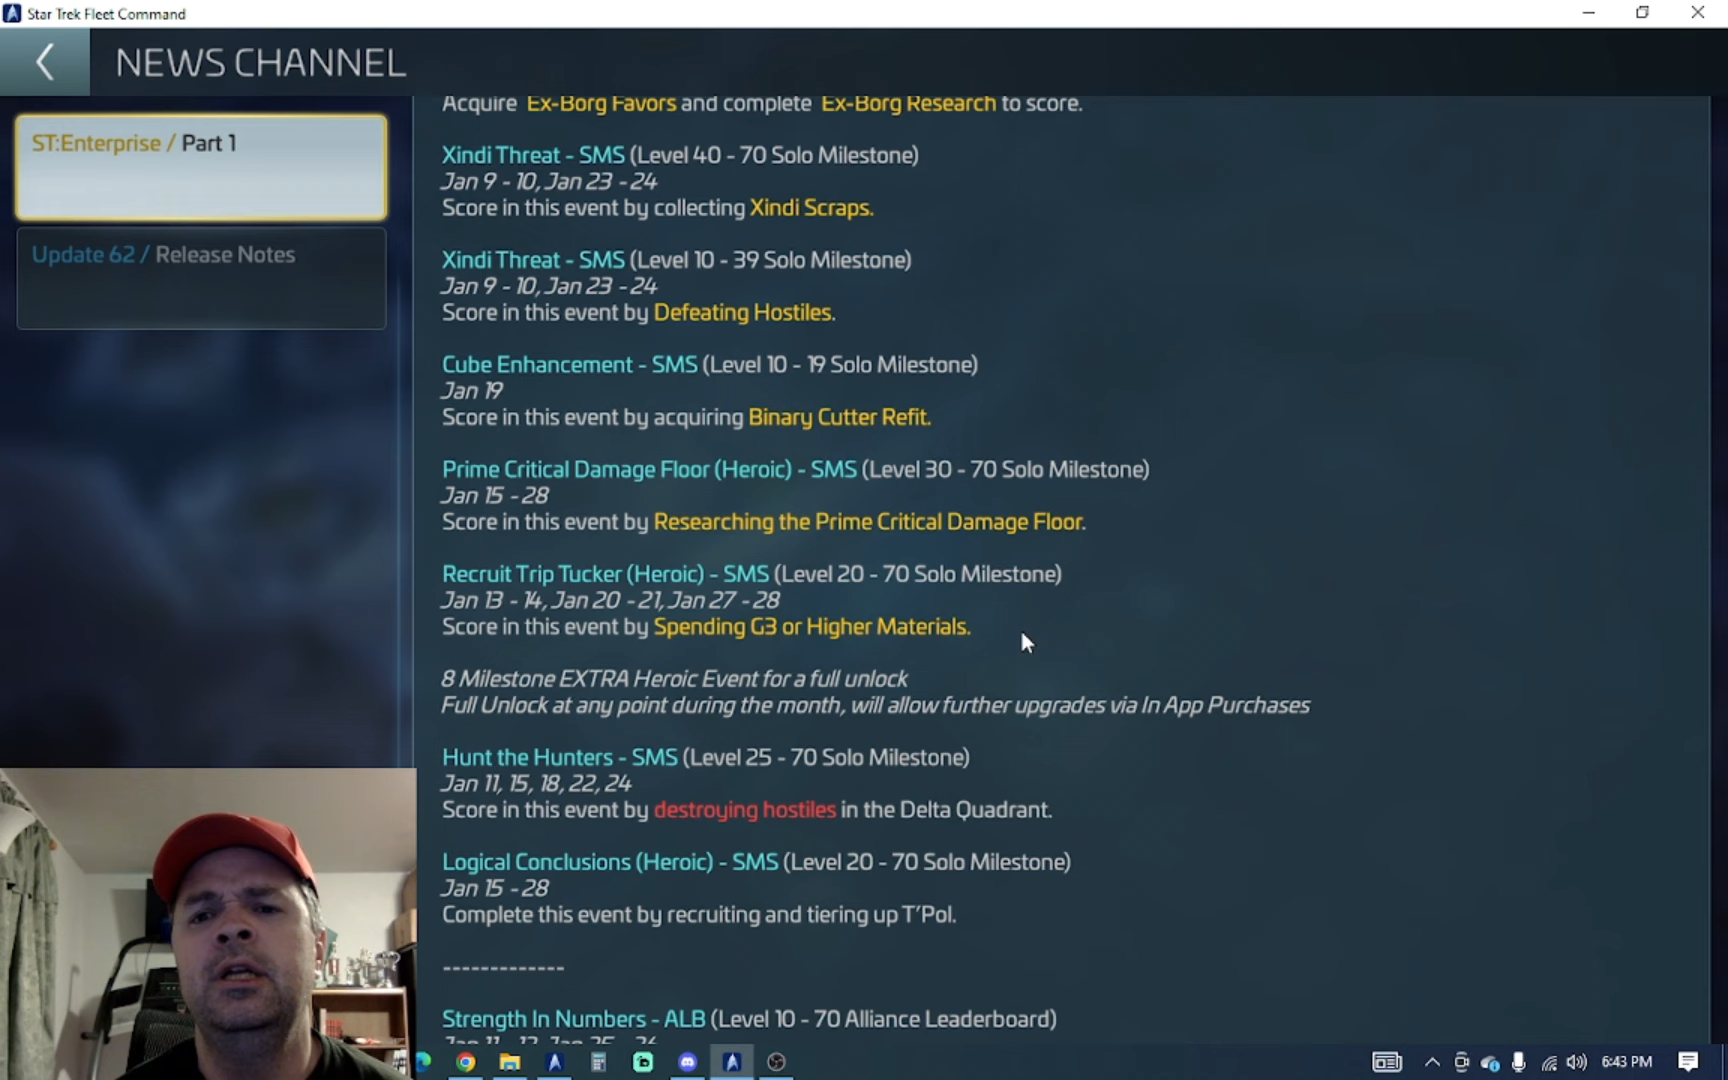 Star Trek Fleet Command
NEWS CHANNEL
ST:Enterprise / Part 1
Update 62 / Release Notes
Acquire Ex-Borg Favors and complete Ex-Borg Research to score.
Xindi Threat - SMS (Level 40 - 70 Solo Milestone)
Jan 9 - 10, Jan 23 - 24
Score in this event by collecting Xindi Scraps.
Xindi Threat - SMS (Level 10 - 39 Solo Milestone)
Jan 9 - 10, Jan 23 - 24
Score in this event by Defeating Hostiles.
Cube Enhancement - SMS (Level 10 - 19 Solo Milestone)
Jan 19
Score in this event by acquiring Binary Cutter Refit.
Prime Critical Damage Floor (Heroic) - SMS (Level 30 - 70 Solo Milestone)
Jan 15 - 28
Score in this event by Researching the Prime Critical Damage Floor.
Recruit Trip Tucker (Heroic) - SMS (Level 20 - 70 Solo Milestone)
Jan 13 - 14, Jan 20 - 21, Jan 27 - 28
Score in this event by Spending G3 or Higher Materials.
8 Milestone EXTRA Heroic Event for a full unlock
Full Unlock at any point during the month, will allow further upgrades via In App Purchases
Hunt the Hunters - SMS (Level 25 - 70 Solo Milestone)
Jan 11, 15, 18, 22, 24
Score in this event by destroying hostiles in the Delta Quadrant.
Logical Conclusions (Heroic) - SMS (Level 20 - 70 Solo Milestone)
Jan 15 - 28
Complete this event by recruiting and tiering up T'Pol.
-------------
Strength In Numbers - ALB (Level 10 - 70 Alliance Leaderboard)
6:43 PM